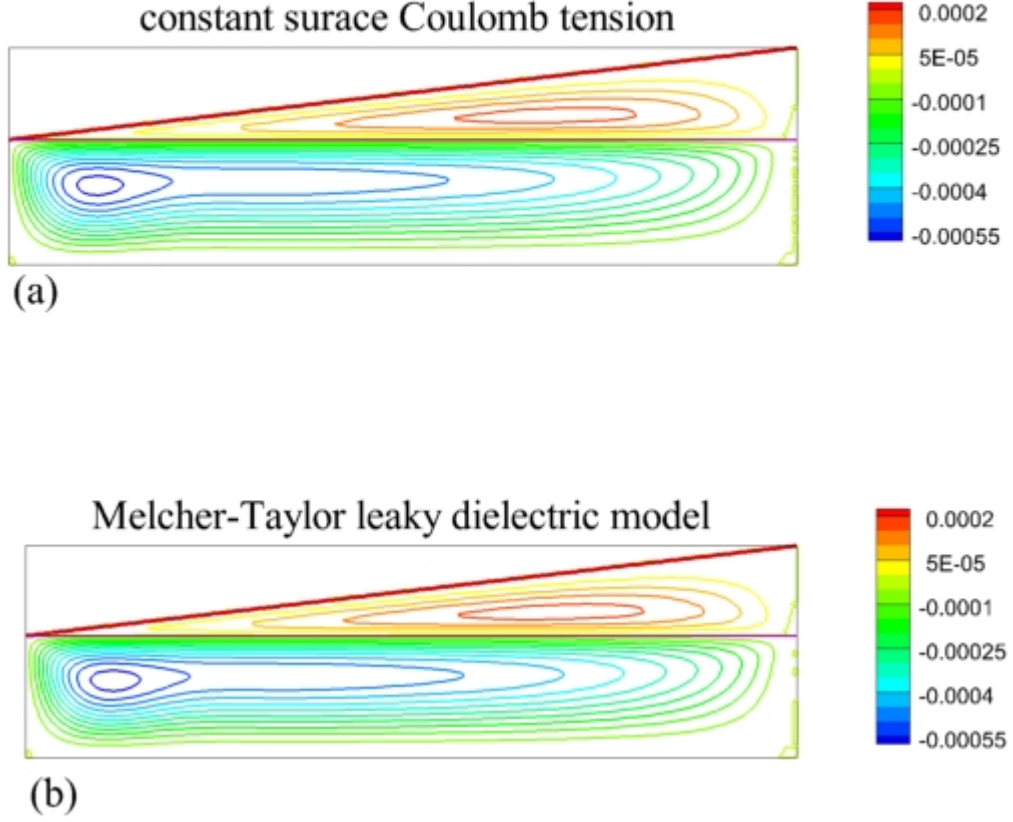 constant surace Coulomb tension
0.0002
5E-05
-0.0001
-0.00025
-0.0004
-0.00055
(a)
Melcher-Taylor leaky dielectric model
0.0002
5E-05
-0.0001
-0.00025
-0.0004
-0.00055
(b)